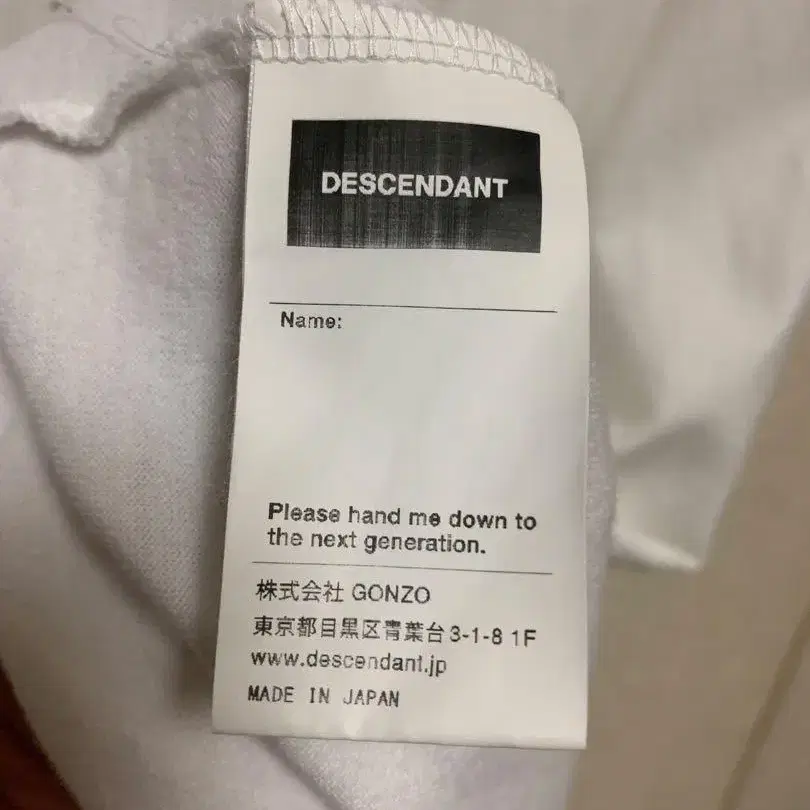 DESCENDANT
Name:
Please hand me down to
the next generation.
株式会社 GONZO
東京都目黒区青葉台3-1-8 1F
www.descendant.jp
MADE IN JAPAN